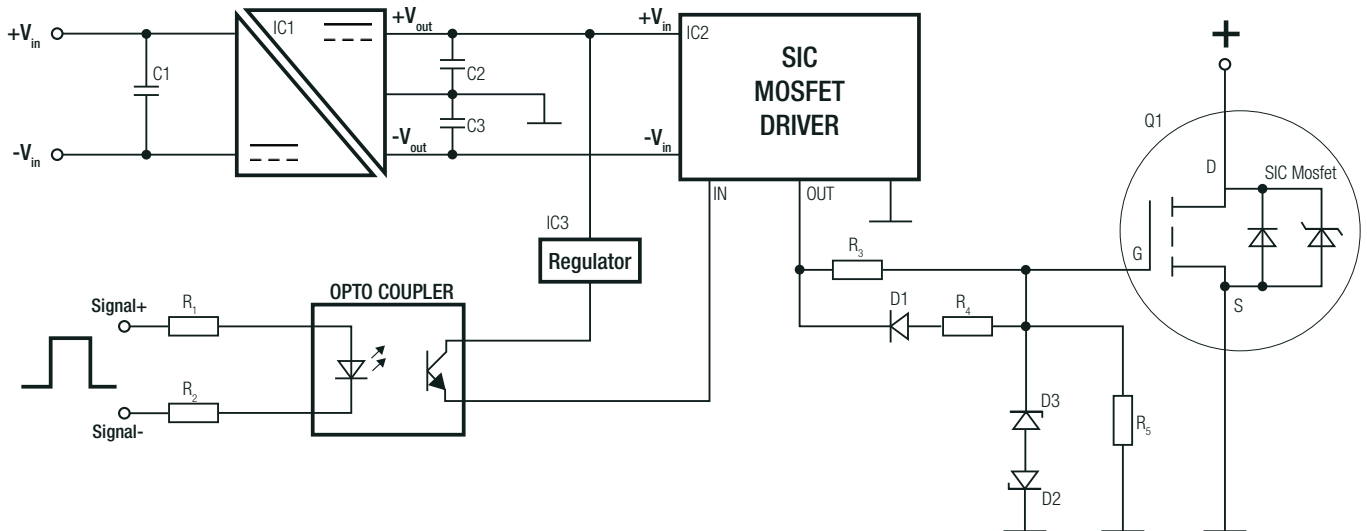 +Vin
-Vin
C1
IC1
+Vout
-Vout
C2
C3
+Vin
-Vin
IC2
SIC
MOSFET
DRIVER
IN
OUT
IC3
Regulator
OPTO COUPLER
Signal+
Signal-
R1
R2
R3
D1
R4
D3
D2
R5
+
Q1
D
SIC Mosfet
G
S